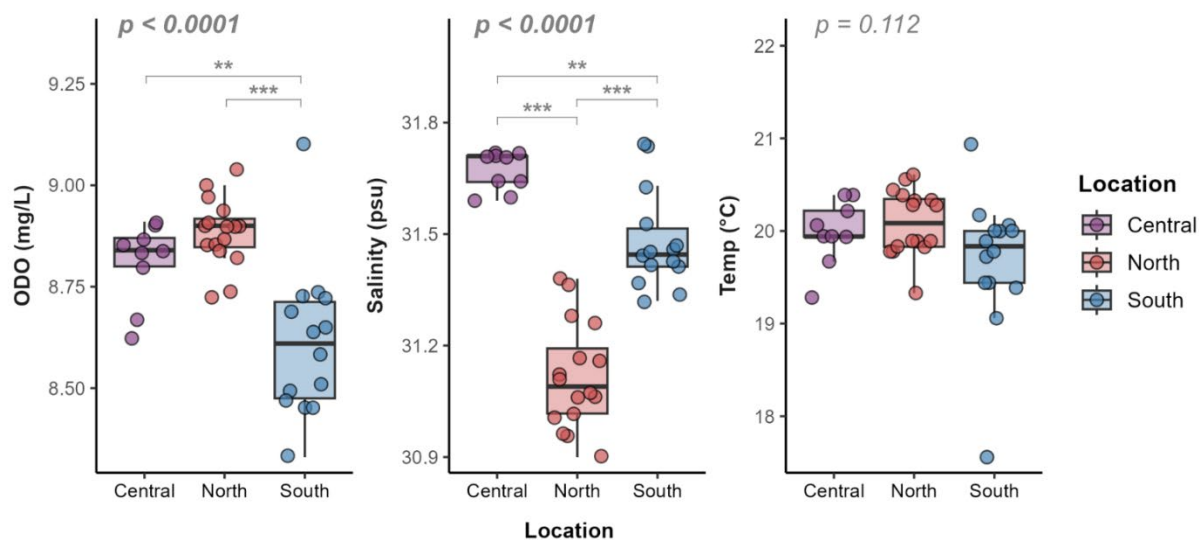 p < 0.0001
p < 0.0001
p = 0.112
**
***
**
***
***
ODO (mg/L)
9.25
9.00
8.75
8.50
Central North South
Salinity (psu)
31.8
31.5
31.2
30.9
Central North South
Temp (°C)
22
21
20
19
18
Central North South
Location
Location
Central
North
South